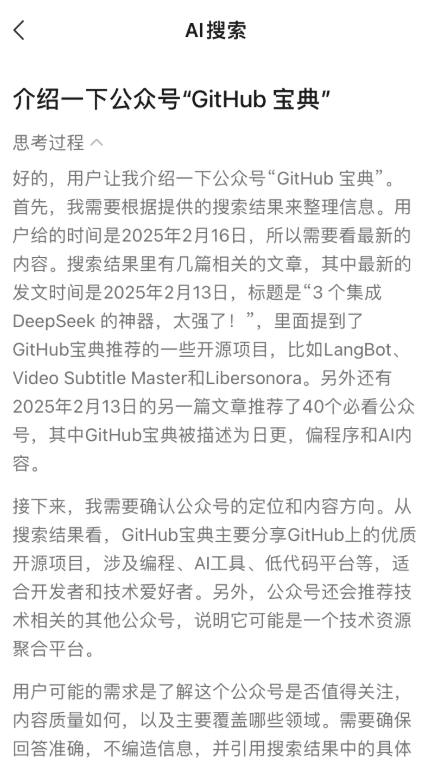 AI搜索
介绍一下公众号“GitHub 宝典”
思考过程
好的，用户让我介绍一下公众号“GitHub 宝典”。
首先，我需要根据提供的搜索结果来整理信息。用
户给的时间是2025年2月16日，所以需要看最新的
内容。搜索结果里有几篇相关的文章，其中最新的
发文时间是2025年2月13日，标题是“3 个集成
DeepSeek 的神器，太强了！”，里面提到了
GitHub宝典推荐的一些开源项目，比如LangBot、
Video Subtitle Master和Libersonora。另外还有
2025年2月13日的另一篇文章推荐了40个必看公众
号，其中GitHub宝典被描述为日更，偏程序和AI内
容。
接下来，我需要确认公众号的定位和内容方向。从
搜索结果看，GitHub宝典主要分享GitHub上的优质
开源项目，涉及编程、AI工具、低代码平台等，适
合开发者和技术爱好者。另外，公众号还会推荐技
术相关的其他公众号，说明它可能是一个技术资源
聚合平台。
用户可能的需求是了解这个公众号是否值得关注，
内容质量如何，以及主要覆盖哪些领域。需要确保
回答准确，不编造信息，并引用搜索结果中的具体